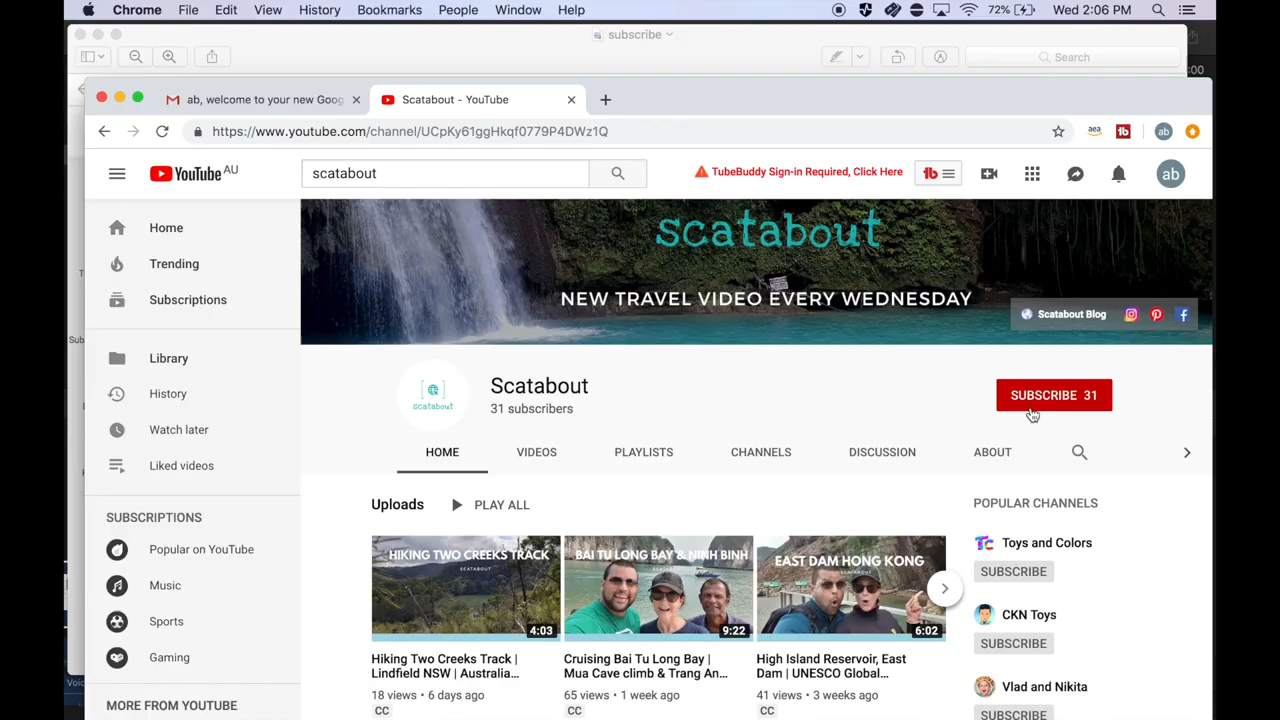 Chrome File Edit View History Bookmarks People Window Help 72% Wed 2:06 PM
subscribe
Search
:00
ab, welcome to your new Goog
Scatabout - YouTube
https://www.youtube.com/channel/UCpKy61ggHkqf0779P4DWz1Q
aea
tb
ab
YouTube AU
scatabout
TubeBuddy Sign-in Required, Click Here
tb
ab
Home
Trending
Subscriptions
Library
History
Watch later
Liked videos
SUBSCRIPTIONS
Popular on YouTube
Music
Sports
Gaming
MORE FROM YOUTUBE
scatabout
NEW TRAVEL VIDEO EVERY WEDNESDAY
Scatabout Blog
scatabout
Scatabout
31 subscribers
SUBSCRIBE 31
HOME VIDEOS PLAYLISTS CHANNELS DISCUSSION ABOUT
Uploads PLAY ALL
HIKING TWO CREEKS TRACK
SCATABOUT
4:03
Hiking Two Creeks Track |
Lindfield NSW | Australia...
18 views • 6 days ago
CC
BAI TU LONG BAY & NINH BINH
SCATABOUT
9:22
Cruising Bai Tu Long Bay |
Mua Cave climb & Trang An...
65 views • 1 week ago
CC
EAST DAM HONG KONG
SCATABOUT
6:02
High Island Reservoir, East
Dam | UNESCO Global...
41 views • 3 weeks ago
CC
POPULAR CHANNELS
Toys and Colors
SUBSCRIBE
CKN Toys
SUBSCRIBE
Vlad and Nikita
SUBSCRIBE